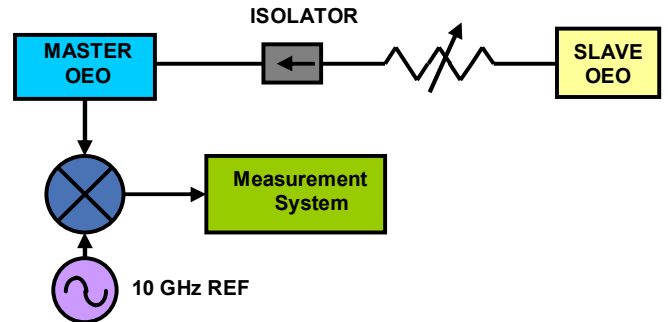 ISOLATOR
MASTER
OEO
SLAVE
OEO
Measurement
System
10 GHz REF